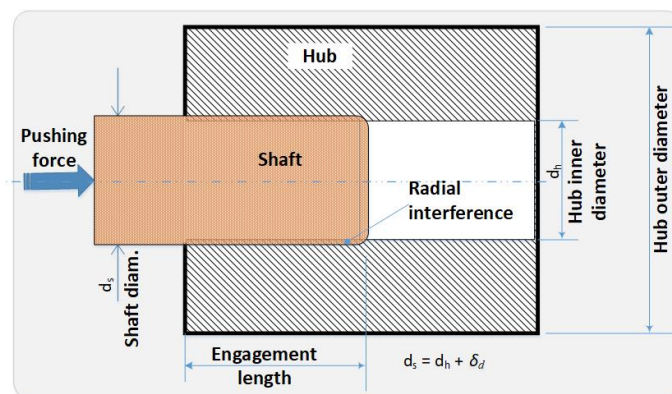 Hub
Pushing
force
Shaft
Radial
interference
d_h
Hub inner
diameter
Hub outer diameter
d_s
Shaft diam.
Engagement
length
d_s = d_h + δ_d